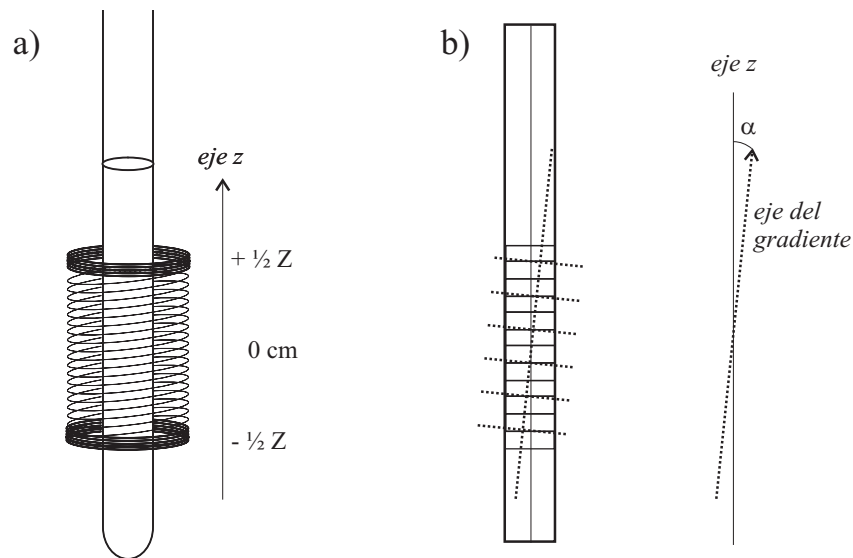 a)
eje z
+ ½ Z
0 cm
- ½ Z
b)
eje z
α
eje del
gradiente